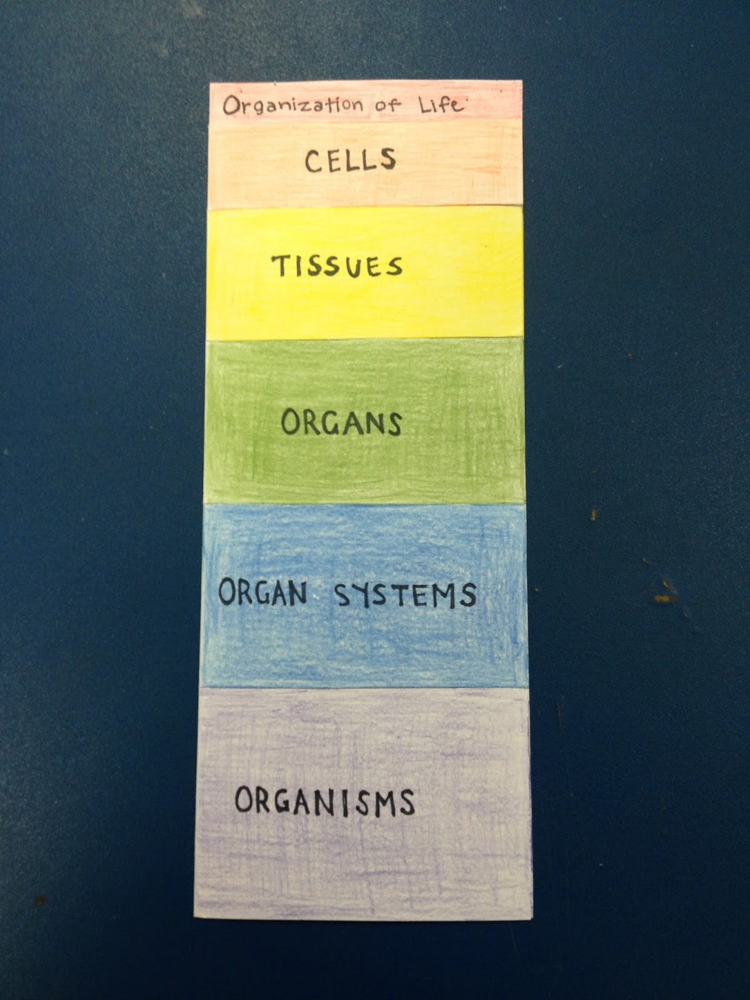 Organization of Life
CELLS
TISSUES
ORGANS
ORGAN SYSTEMS
ORGANISMS